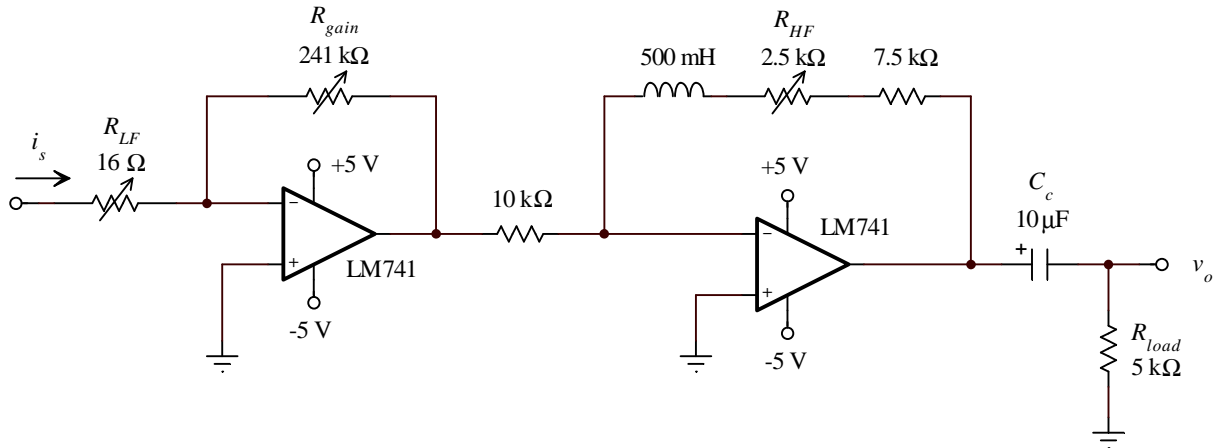 R_gain
241 kΩ
R_LF
16 Ω
i_s
+5 V
−
+
LM741
-5 V
10 kΩ
500 mH
R_HF
2.5 kΩ
7.5 kΩ
+5 V
−
+
LM741
-5 V
C_c
10 µF
+
v_o
R_load
5 kΩ